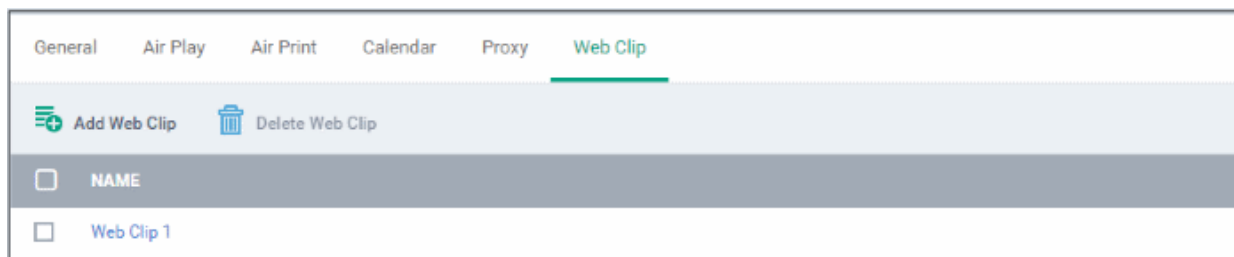 General Air Play Air Print Calendar Proxy Web Clip
Add Web Clip Delete Web Clip
NAME
Web Clip 1